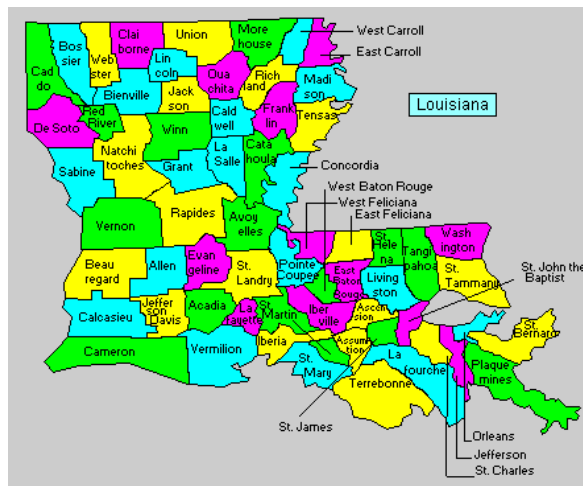 Bos
sier
Web
ster
Clai
borne
Union
More
house
West Carroll
East Carroll
Cad
do
Lin
coln
Oua
chita
Rich
land
Madi
son
Bienville
Jack
son
Frank
lin
Tensas
Louisiana
De Soto
Red
River
Winn
Cald
well
Cata
houla
Natchi
toches
Grant
La
Salle
Sabine
Concordia
West Baton Rouge
West Feliciana
East Feliciana
Vernon
Rapides
Avoy
elles
St.
Hele
na
Wash
ington
Tangi
pahoa
Beau
regard
Allen
Evan
geline
St.
Landry
Pointe
Coupee
East
Baton
Rouge
Living
ston
St.
Tammany
St. John the
Baptist
Calcasieu
Jeffer
son
Davis
Acadia
La
fayette
St.
Martin
Iber
ville
Ascen
sion
St.
Bernard
Cameron
Vermilion
Iberia
Assump
tion
St.
Mary
La
fourche
Plaque
mines
Terrebonne
St. James
Orleans
Jefferson
St. Charles